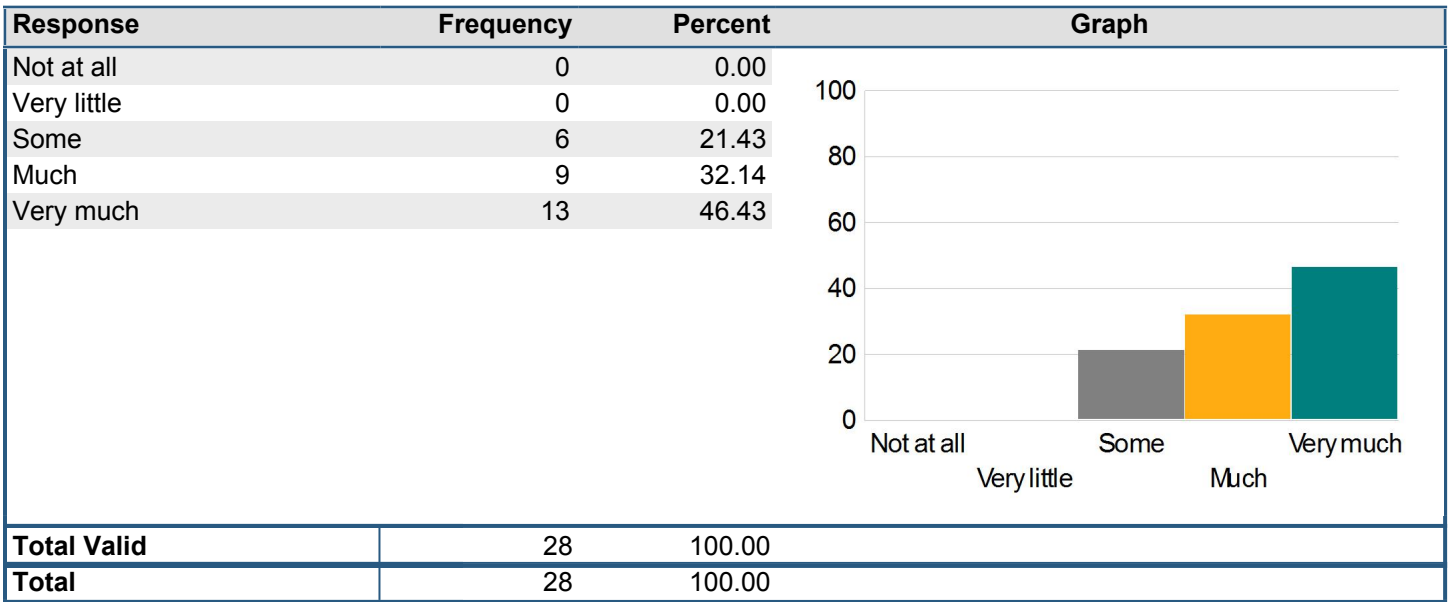 Response Frequency Percent Graph
Not at all 0 0.00
Very little 0 0.00
Some 6 21.43
Much 9 32.14
Very much 13 46.43
100
80
60
40
20
0
Not at all Some Very much
Very little Much
Total Valid 28 100.00
Total 28 100.00